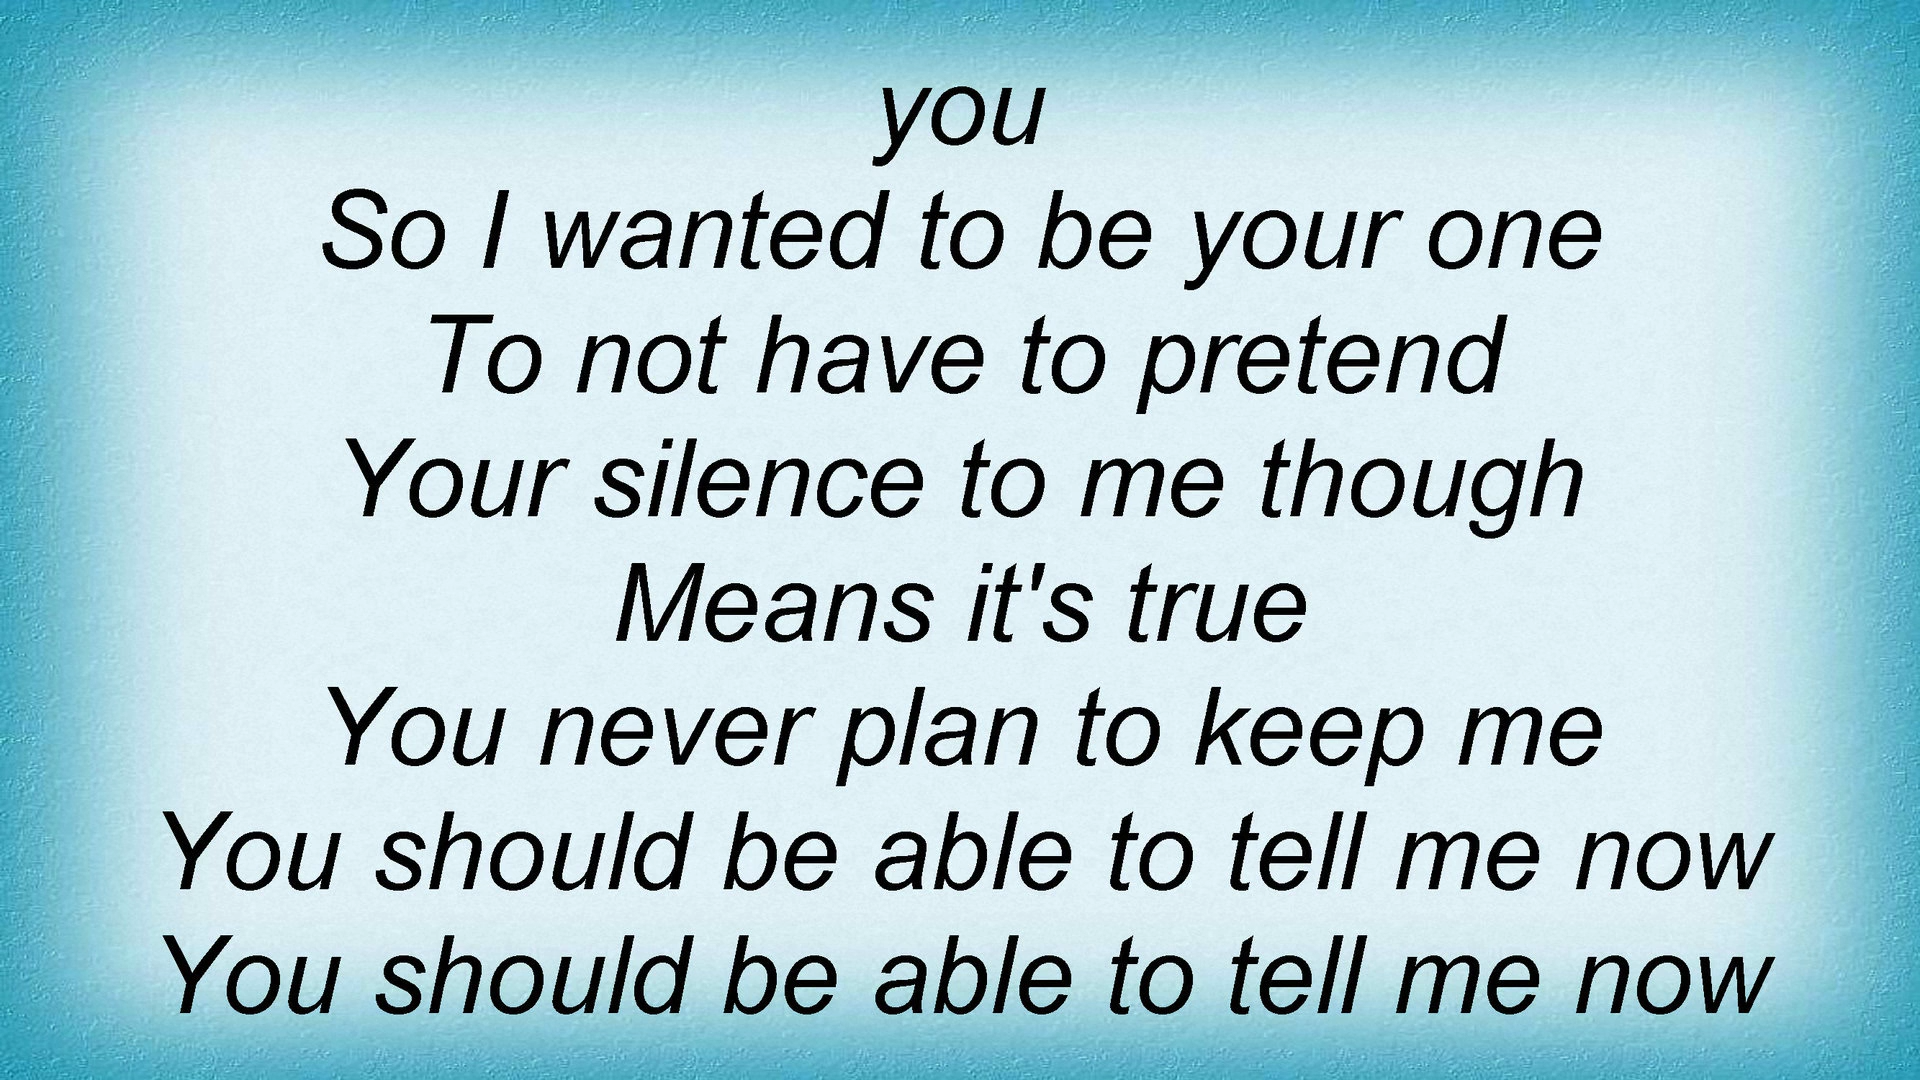 you
So I wanted to be your one
To not have to pretend
Your silence to me though
Means it's true
You never plan to keep me
You should be able to tell me now
You should be able to tell me now